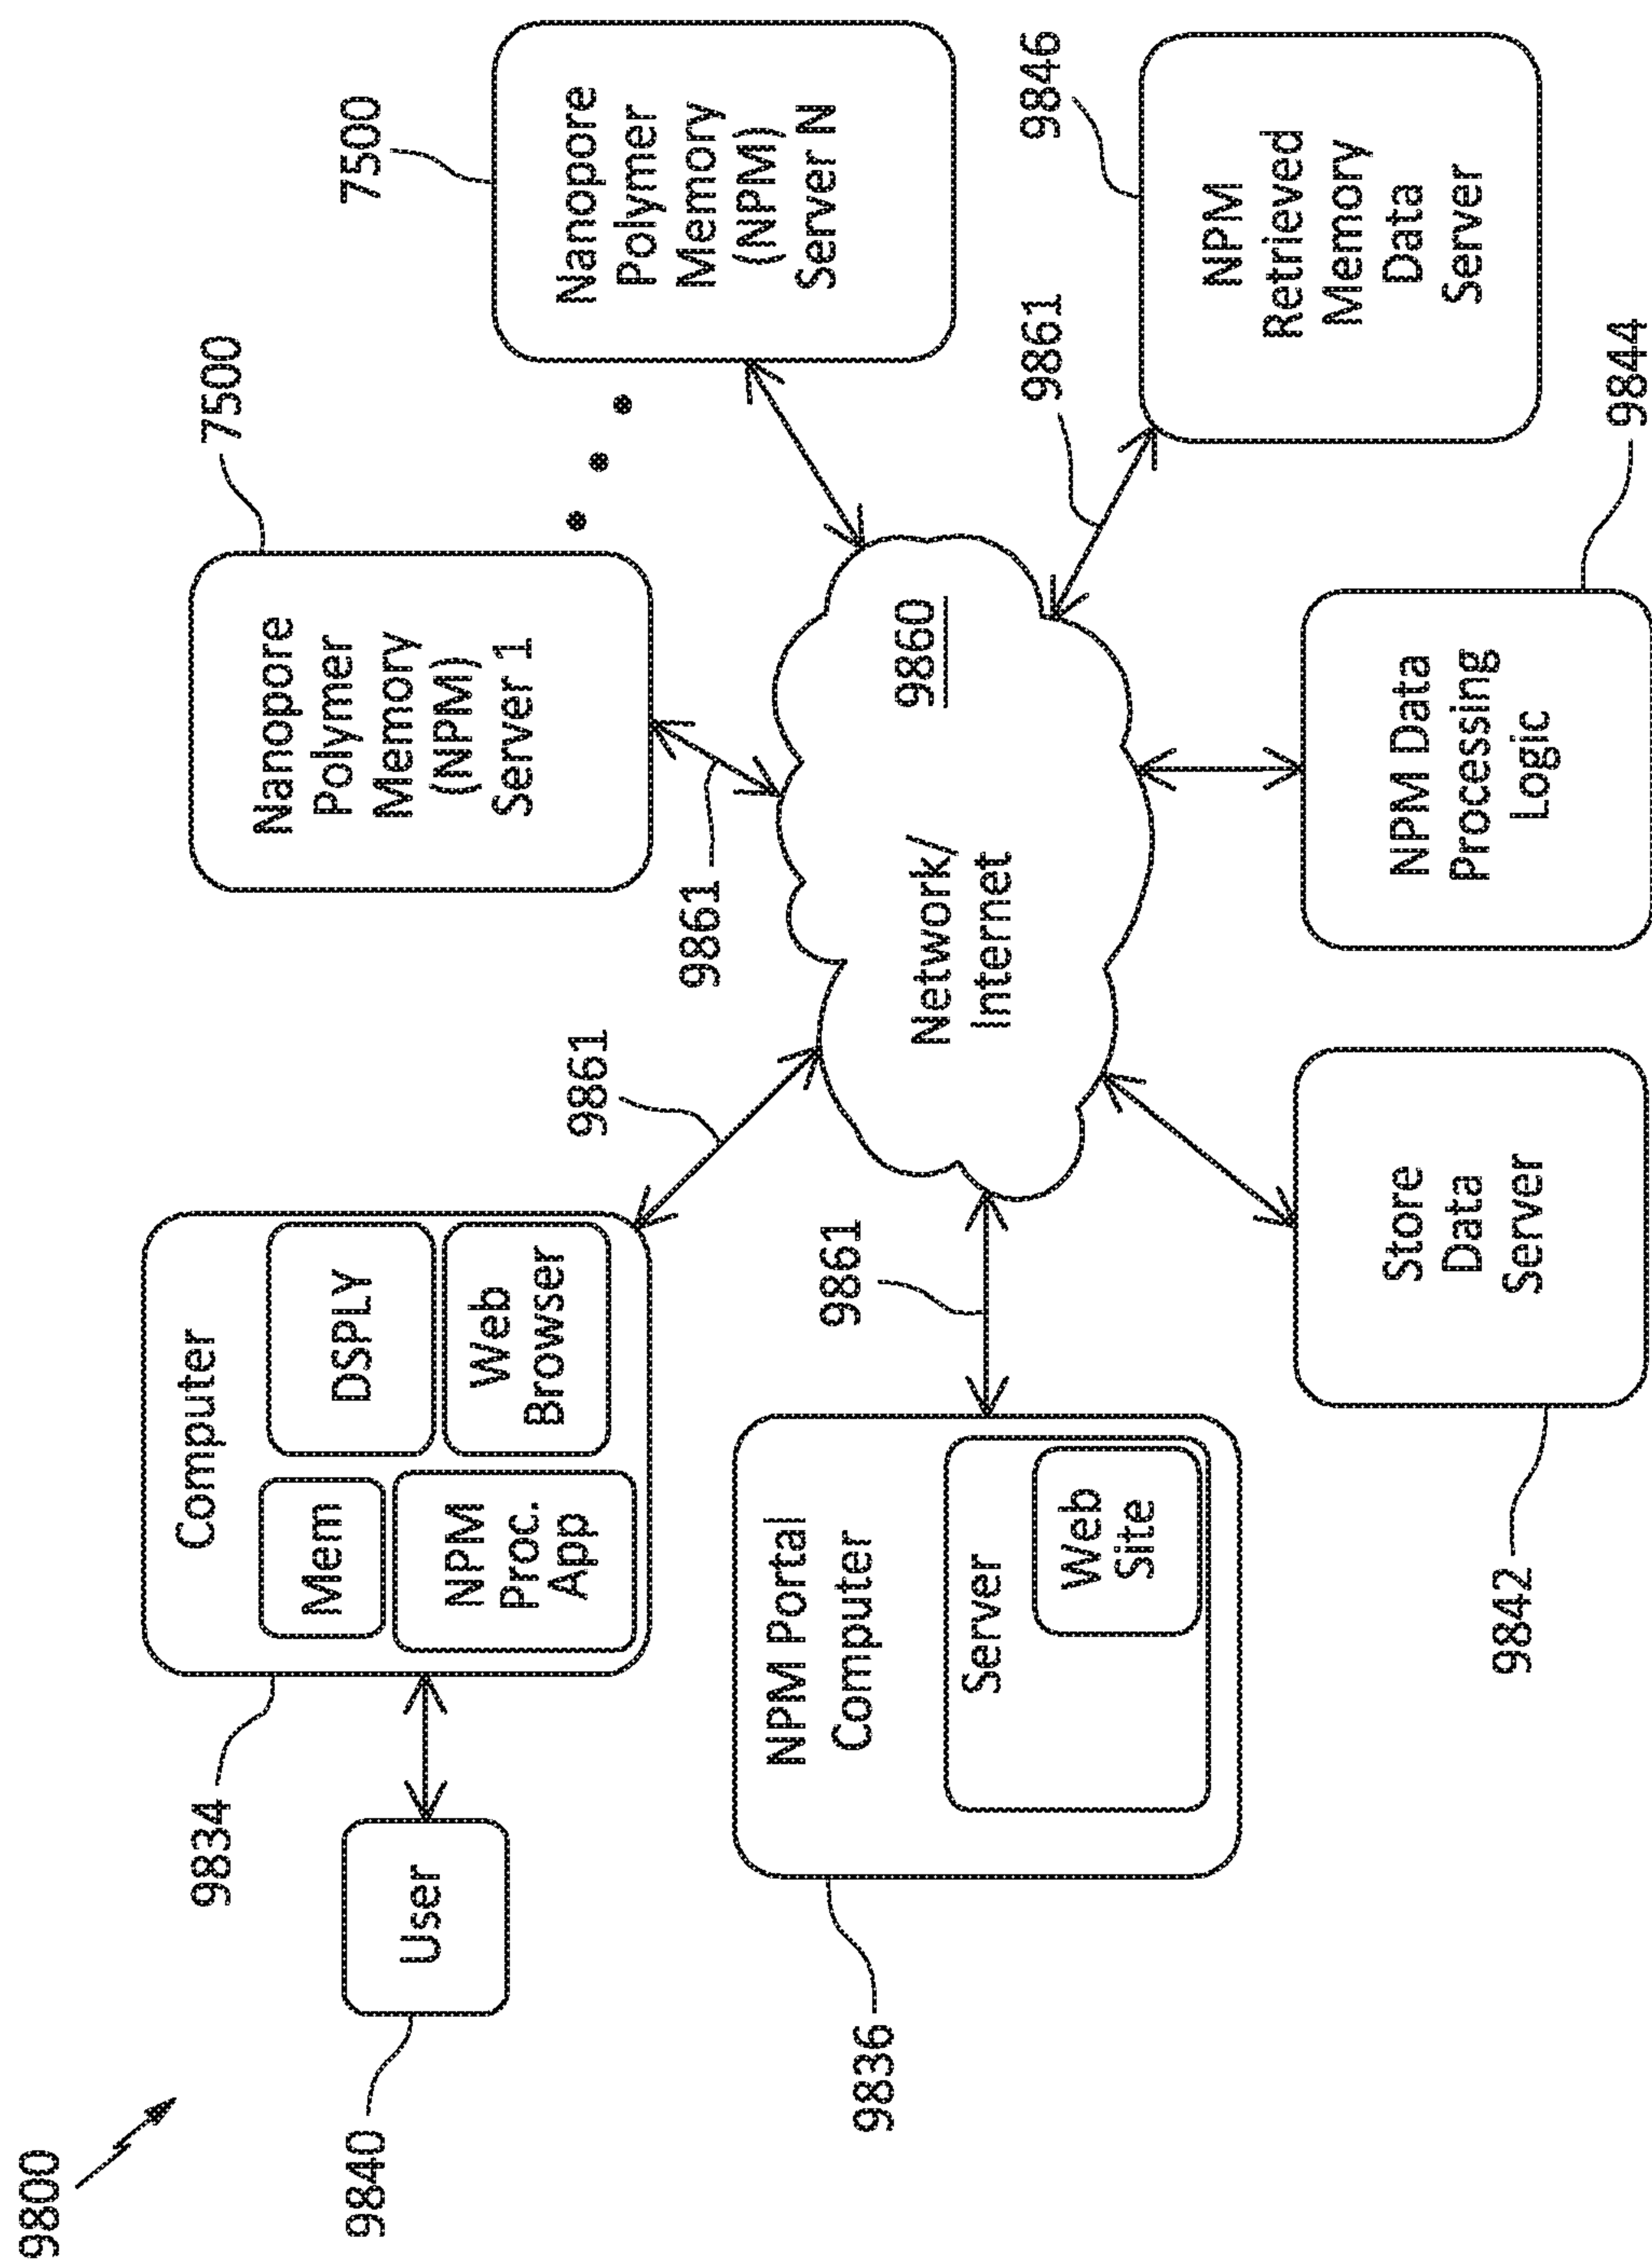 9800
9840
User
9834
Computer
Mem
DSPLY
NPM
Proc.
App
Web
Browser
9861
7500
Nanopore
Polymer
Memory
(NPM)
Server 1
9861
7500
Nanopore
Polymer
Memory
(NPM)
Server N
9836
NPM Portal
Computer
Server
Web
Site
9861
Network/
Internet
9860
9861
9846
NPM
Retrieved
Memory
Data
Server
9842
Store
Data
Server
9844
NPM Data
Processing
Logic